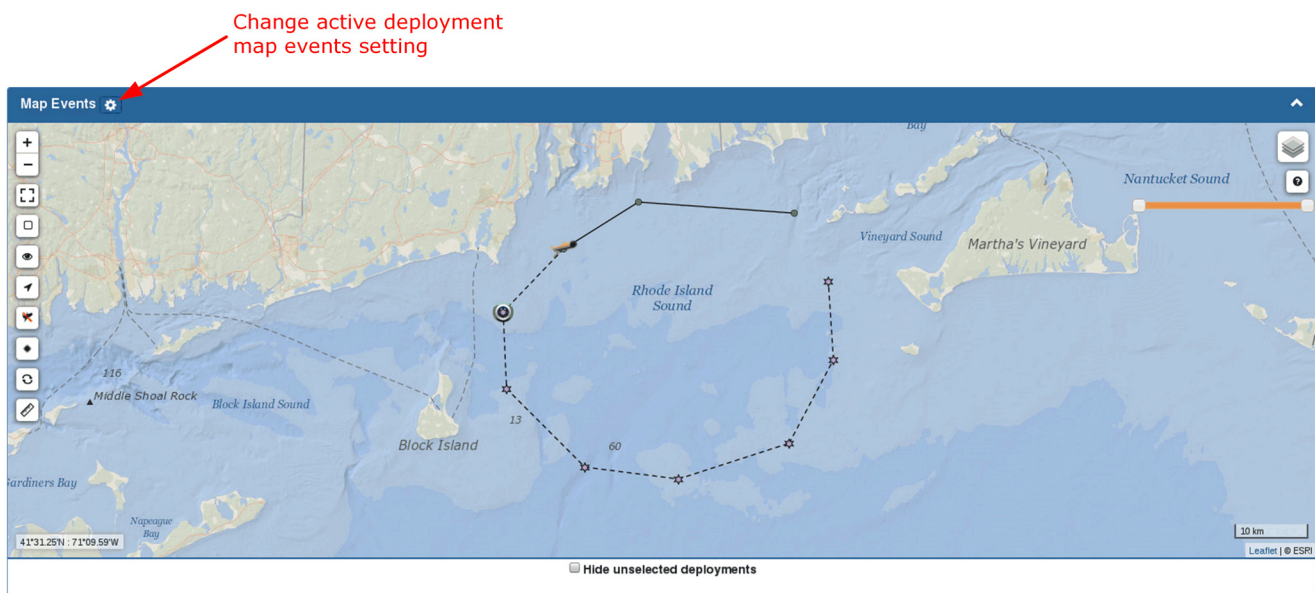 Change active deployment
map events setting
Map Events
+
−
Bay
Nantucket Sound
Vineyard Sound
Martha's Vineyard
Rhode Island
Sound
116
Middle Shoal Rock
Block Island Sound
13
60
Block Island
Gardiners Bay
Napeague
Bay
41°31.25'N : 71°09.59'W
10 km
Leaflet | © ESRI
Hide unselected deployments